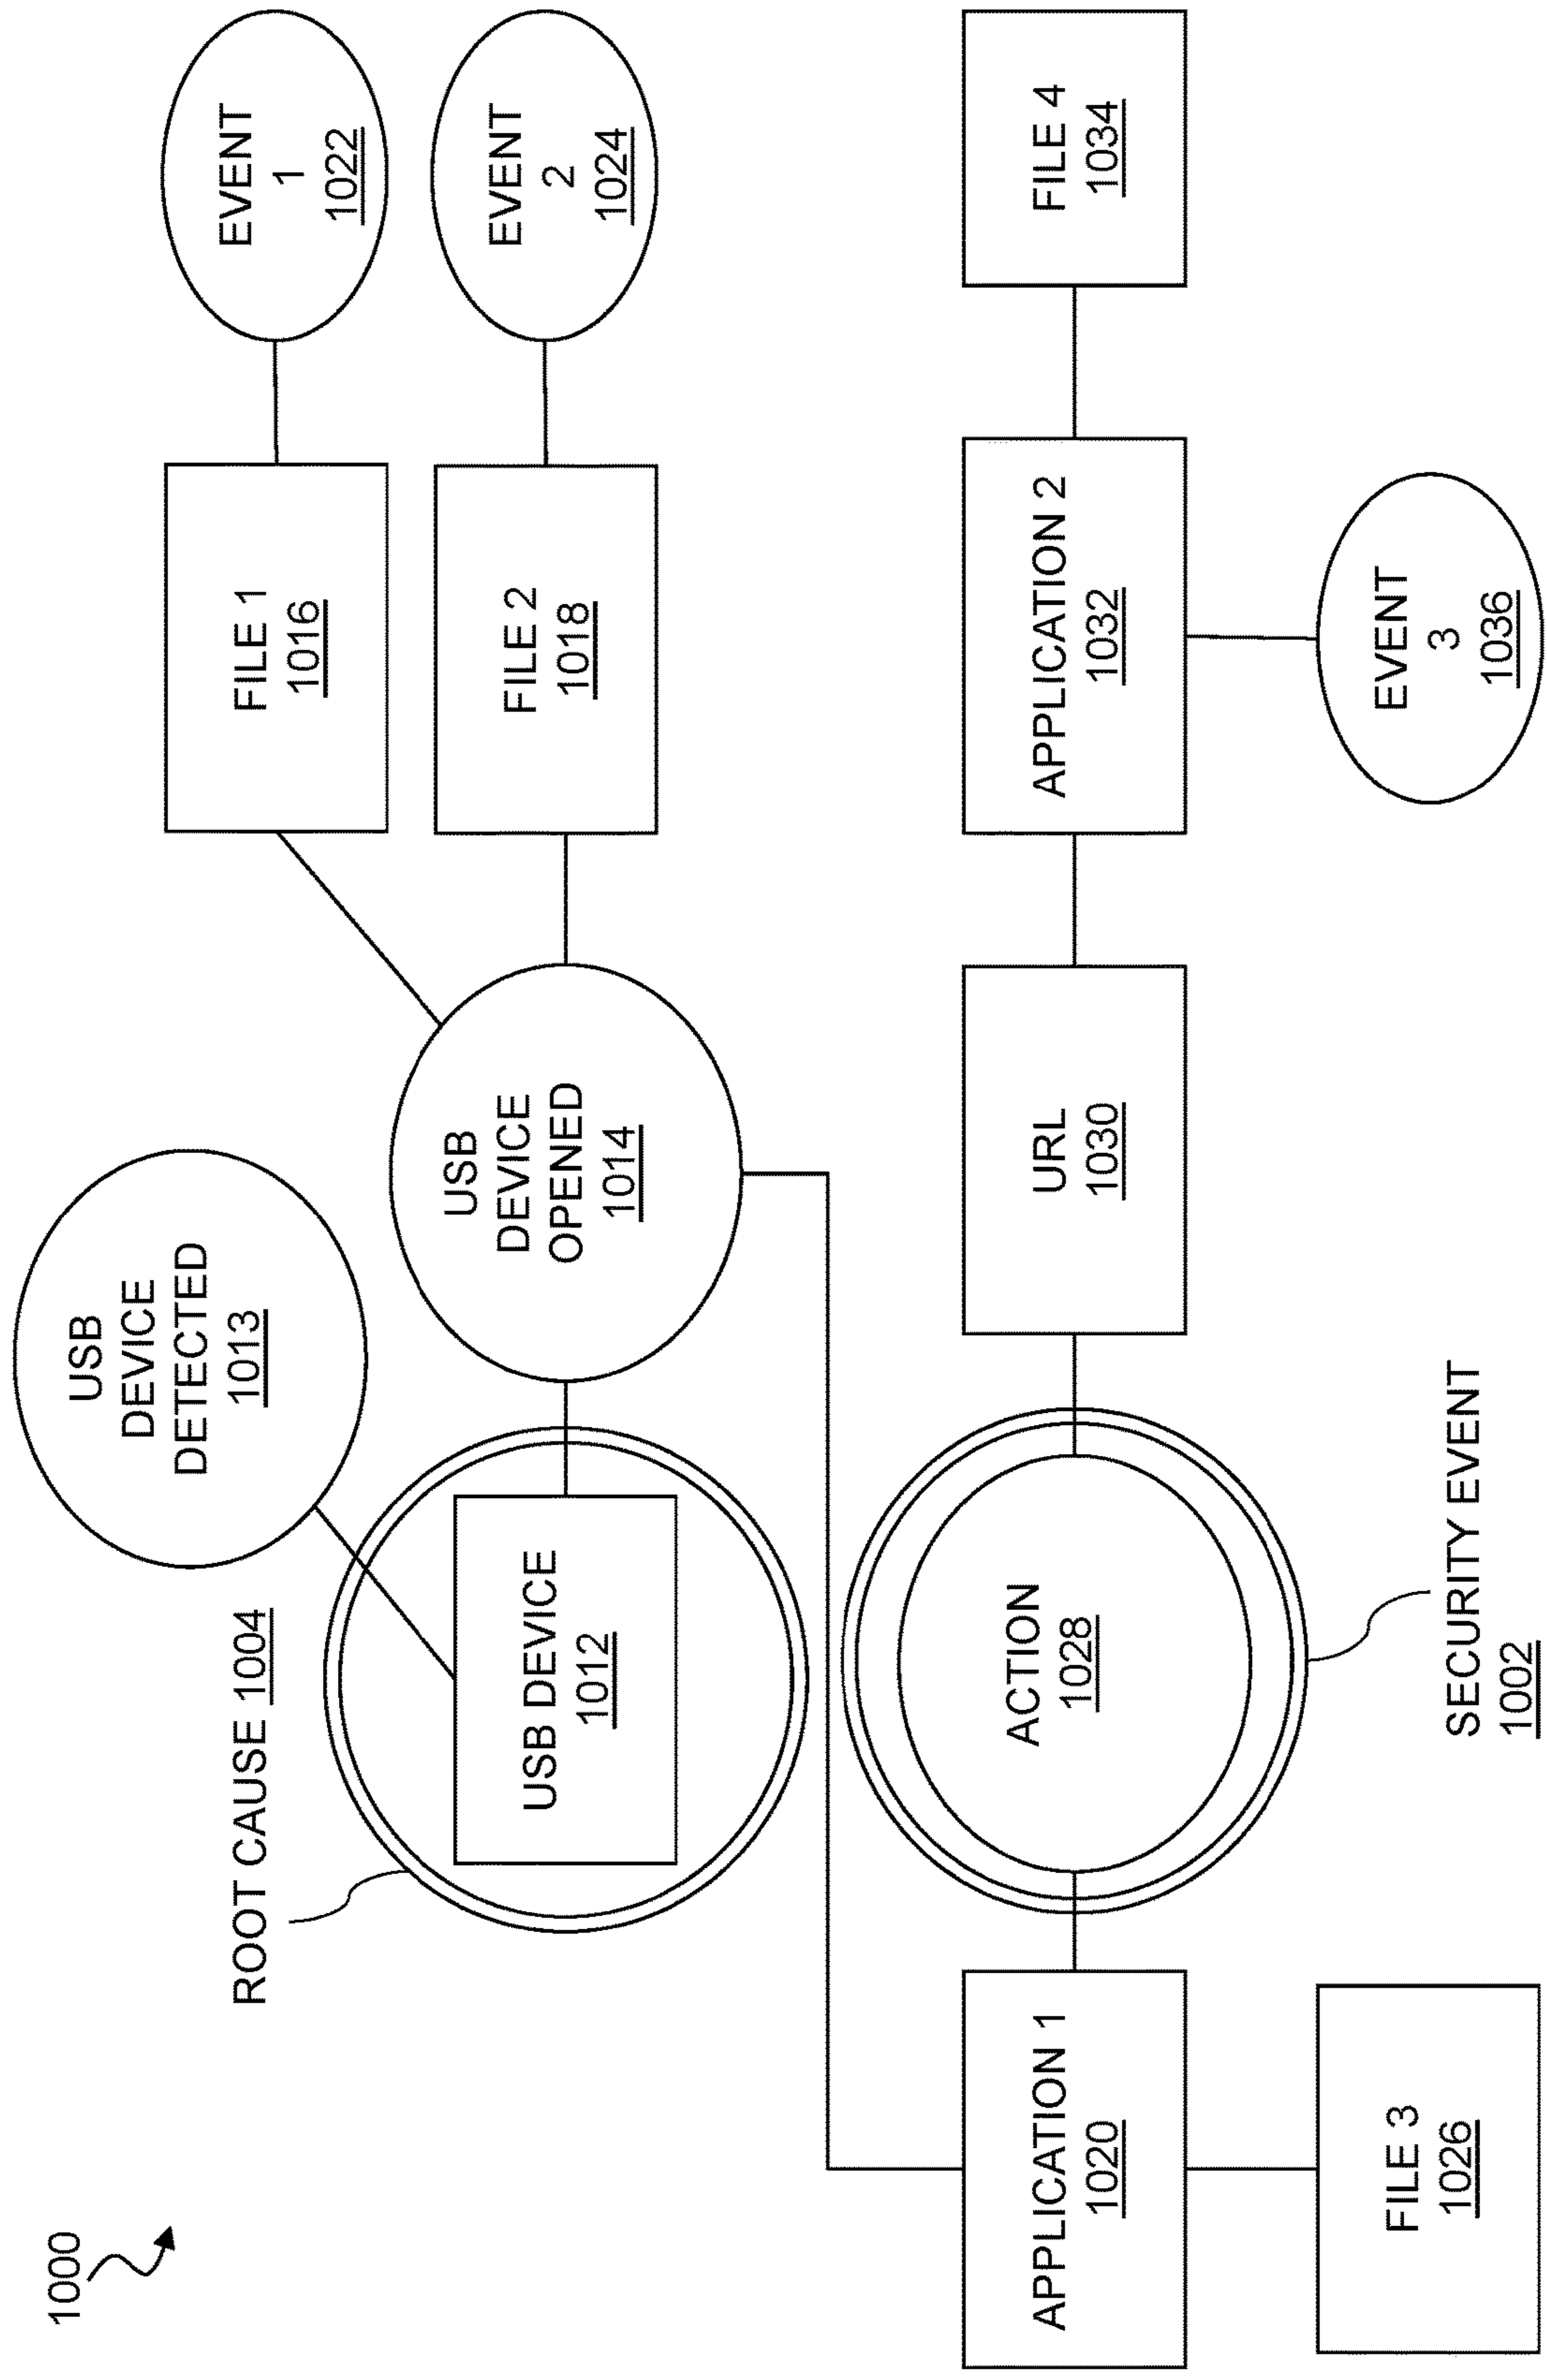 1000
ROOT CAUSE 1004
USB
DEVICE
DETECTED
1013
USB DEVICE
1012
USB
DEVICE
OPENED
1014
FILE 1
1016
EVENT
1
1022
FILE 2
1018
EVENT
2
1024
APPLICATION 1
1020
ACTION
1028
URL
1030
APPLICATION 2
1032
FILE 4
1034
FILE 3
1026
SECURITY EVENT
1002
EVENT
3
1036